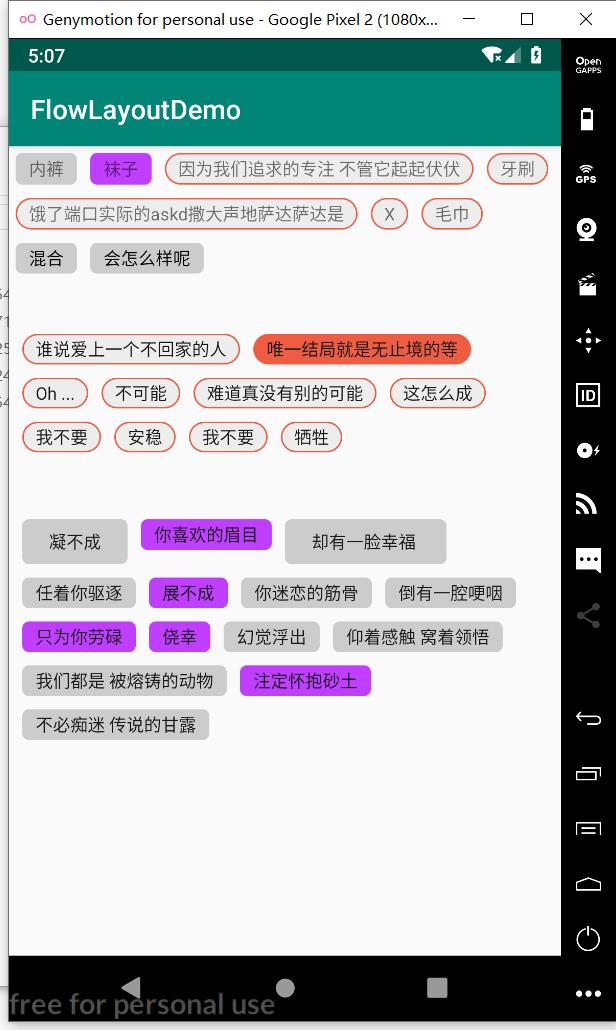 Genymotion for personal use - Google Pixel 2 (1080x...
5:07
FlowLayoutDemo
内裤 袜子 因为我们追求的专注 不管它起起伏伏 牙刷
饿了端口实际的askd撒大声地萨达萨达是 X 毛巾
混合 会怎么样呢
谁说爱上一个不回家的人 唯一结局就是无止境的等
Oh ... 不可能 难道真没有别的可能 这怎么成
我不要 安稳 我不要 牺牲
凝不成 你喜欢的眉目 却有一脸幸福
任着你驱逐 展不成 你迷恋的筋骨 倒有一腔哽咽
只为你劳碌 侥幸 幻觉浮出 仰着感触 窝着领悟
我们都是 被熔铸的动物 注定怀抱砂土
不必痴迷 传说的甘露
Open
GAPPS
GPS
ID
free for personal use